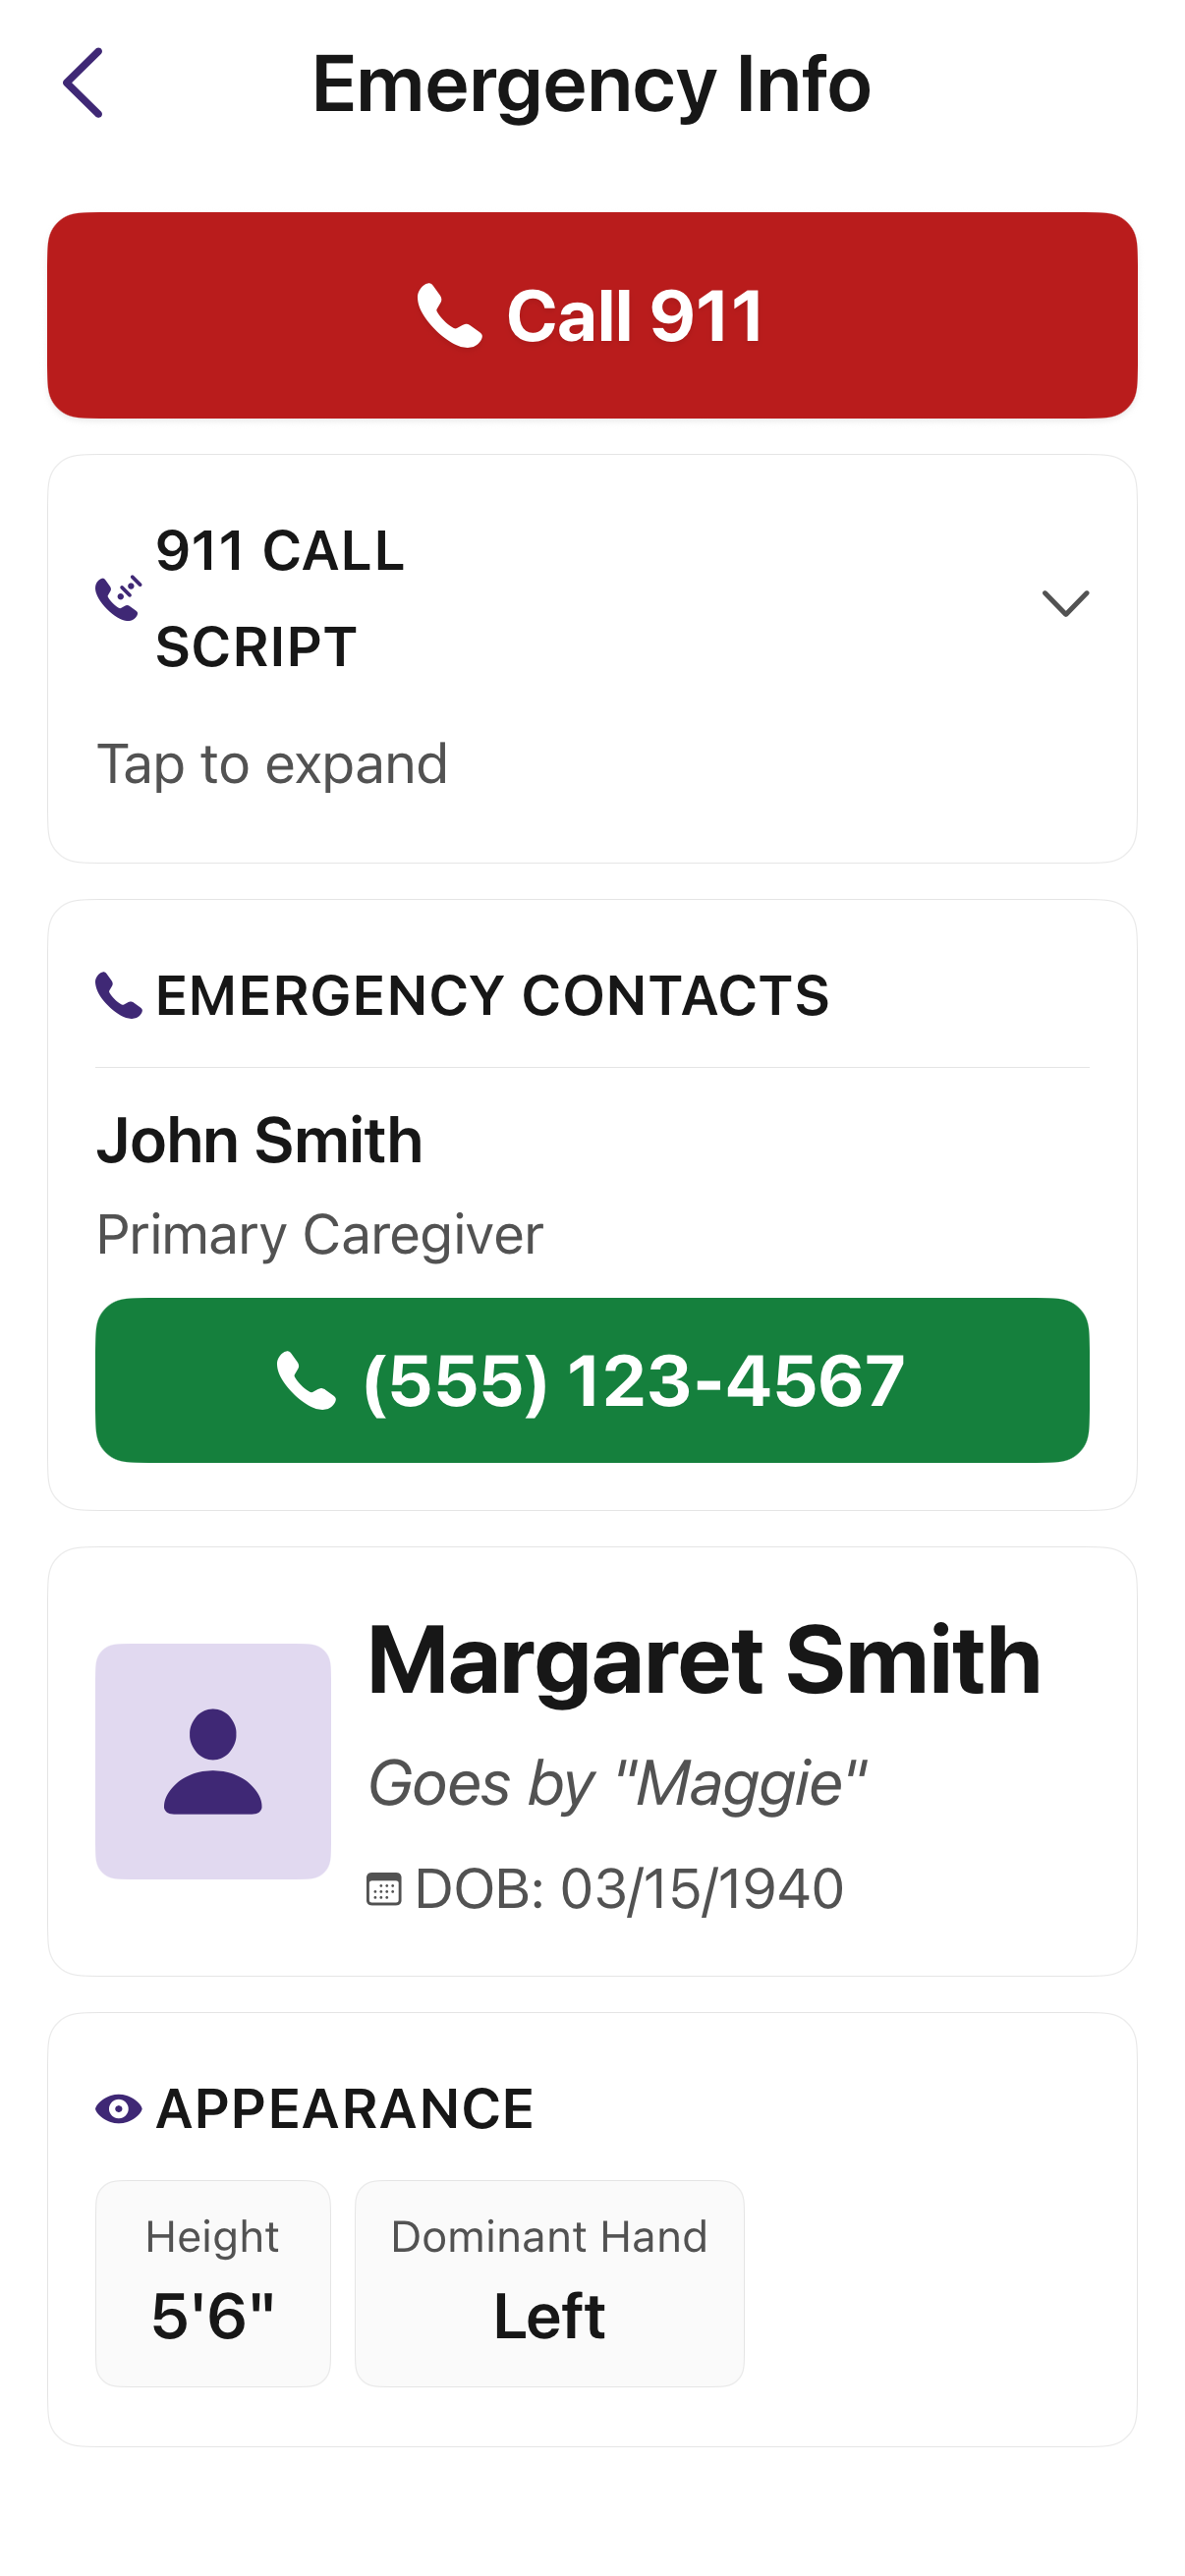 Emergency Info
Call 911
911 CALL
SCRIPT
Tap to expand
EMERGENCY CONTACTS
John Smith
Primary Caregiver
(555) 123-4567
Margaret Smith
Goes by "Maggie"
DOB: 03/15/1940
APPEARANCE
Height
5'6"
Dominant Hand
Left